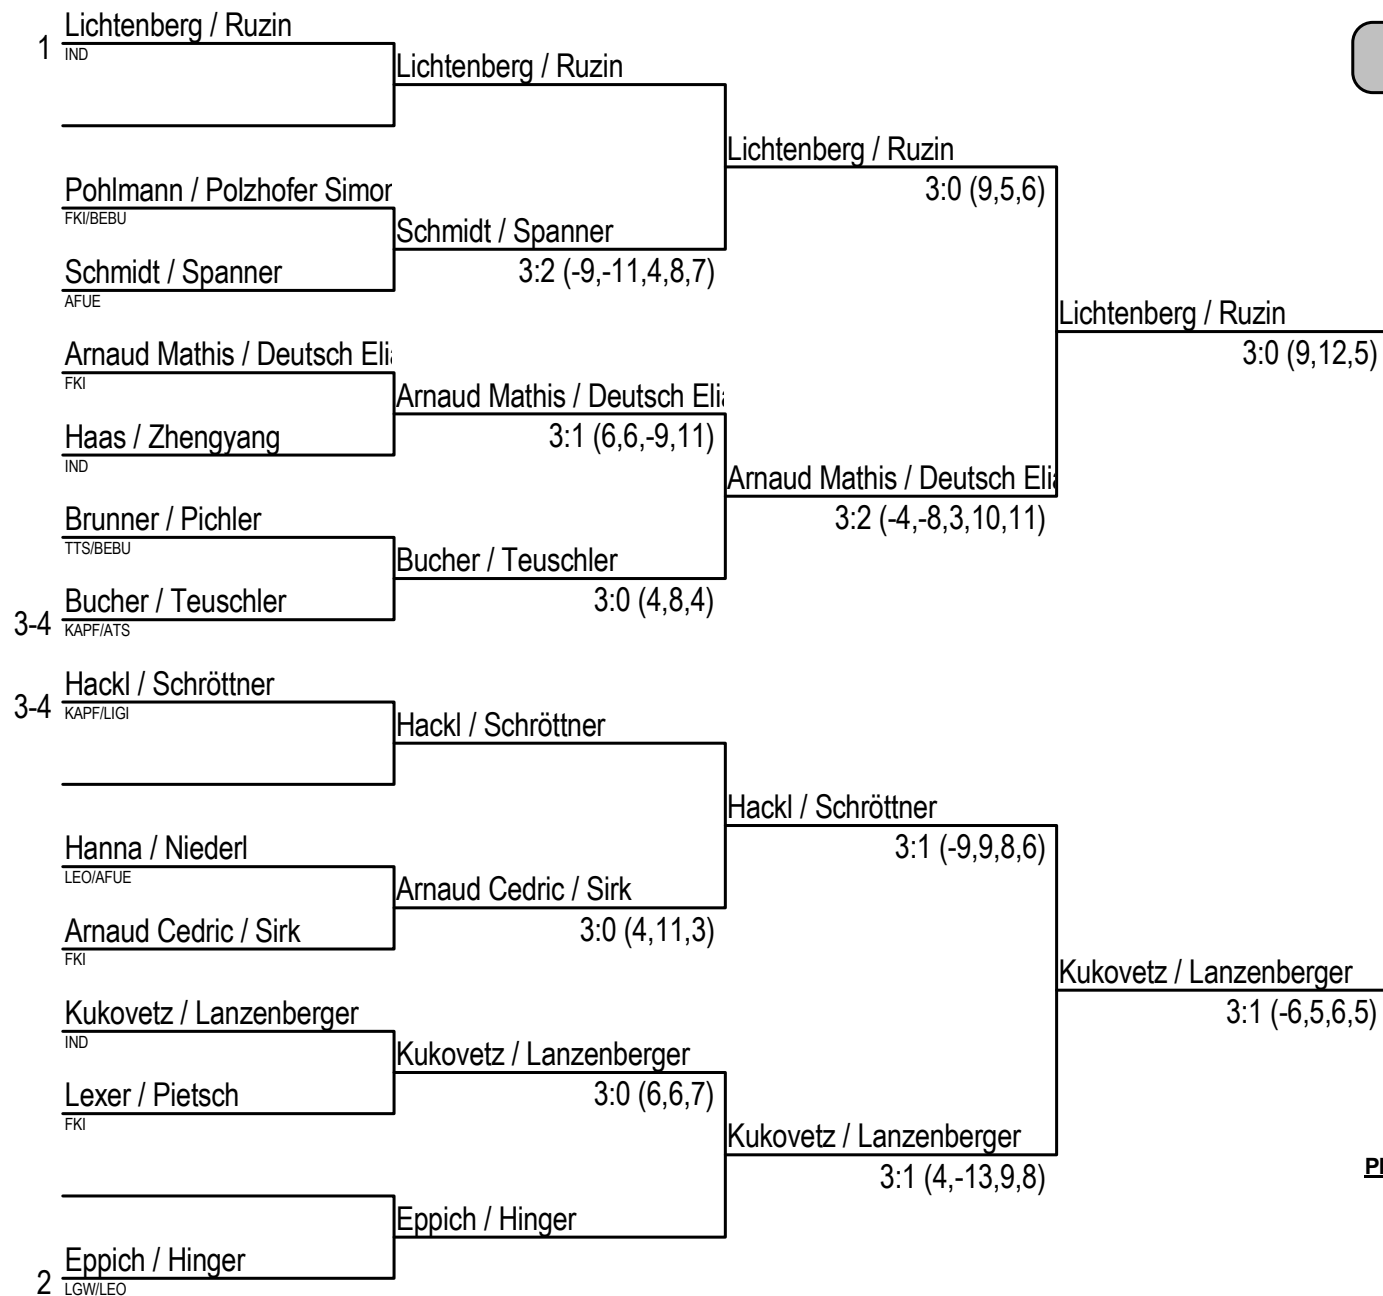 Lichtenberg / Ruzin
1
IND
Lichtenberg / Ruzin
Lichtenberg / Ruzin
3:0 (9,5,6)
Pohlmann / Polzhofer Simor
FKI/BEBU
Schmidt / Spanner
3:2 (-9,-11,4,8,7)
Schmidt / Spanner
AFUE
Lichtenberg / Ruzin
3:0 (9,12,5)
Arnaud Mathis / Deutsch Eli
FKI
Arnaud Mathis / Deutsch Elia
3:1 (6,6,-9,11)
Haas / Zhengyang
IND
Arnaud Mathis / Deutsch Elia
3:2 (-4,-8,3,10,11)
Brunner / Pichler
TTS/BEBU
Bucher / Teuschler
3:0 (4,8,4)
Bucher / Teuschler
3-4
KAPF/ATS
Hackl / Schröttner
3-4
KAPF/LIGI
Hackl / Schröttner
Hackl / Schröttner
3:1 (-9,9,8,6)
Hanna / Niederl
LEO/AFUE
Arnaud Cedric / Sirk
3:0 (4,11,3)
Arnaud Cedric / Sirk
FKI
Kukovetz / Lanzenberger
3:1 (-6,5,6,5)
Kukovetz / Lanzenberger
IND
Kukovetz / Lanzenberger
3:0 (6,6,7)
Lexer / Pietsch
FKI
Kukovetz / Lanzenberger
3:1 (4,-13,9,8)
Eppich / Hinger
Eppich / Hinger
2
LGW/LEO